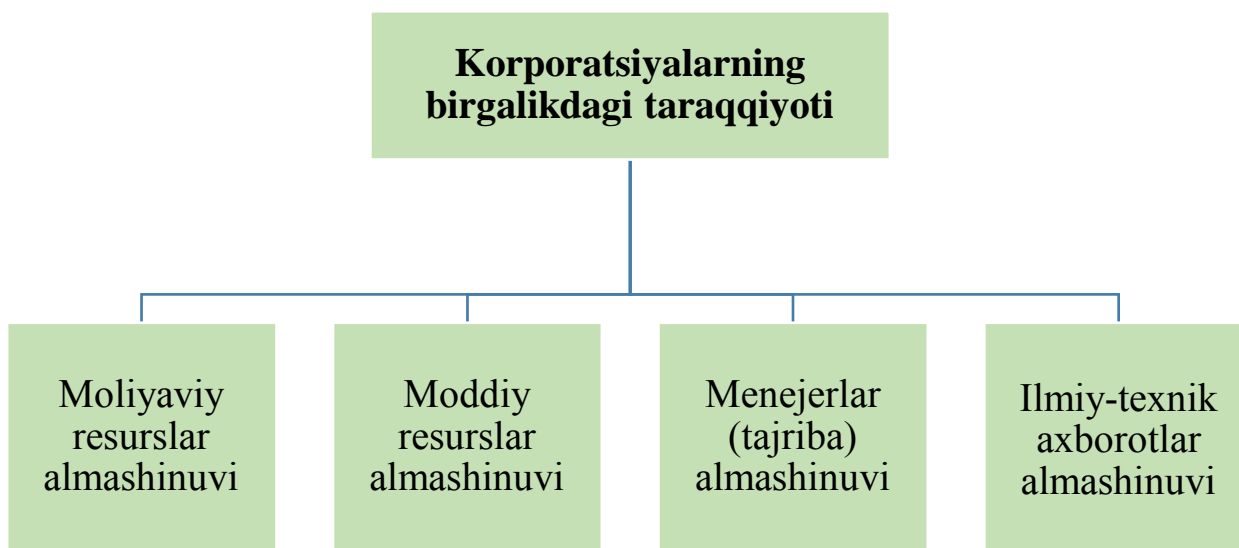 Korporatsiyalarning
birgalikdagi taraqqiyoti
Moliyaviy
resurslar
almashinuvi
Moddiy
resurslar
almashinuvi
Menejerlar
(tajriba)
almashinuvi
Ilmiy-texnik
axborotlar
almashinuvi